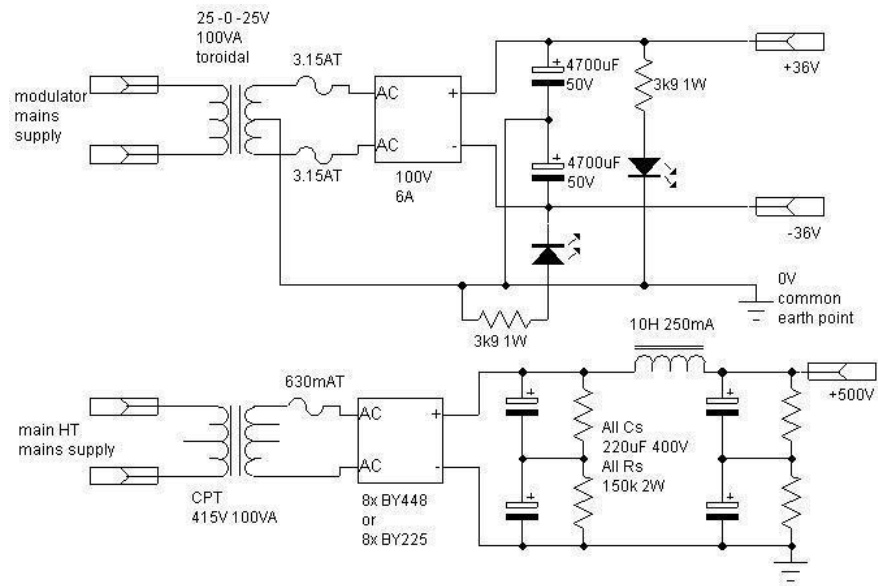 25 -0 -25V
100VA
toroidal
3.15AT
modulator
mains
supply
3.15AT
AC
AC
+
-
100V
6A
+
4700uF
50V
+
4700uF
50V
3k9 1W
+36V
-36V
0V
common
earth point
3k9 1W
10H 250mA
630mAT
main HT
mains supply
CPT
415V 100VA
AC
AC
+
-
8x BY448
or
8x BY225
+
+
All Cs
220uF 400V
All Rs
150k 2W
+
+
+500V